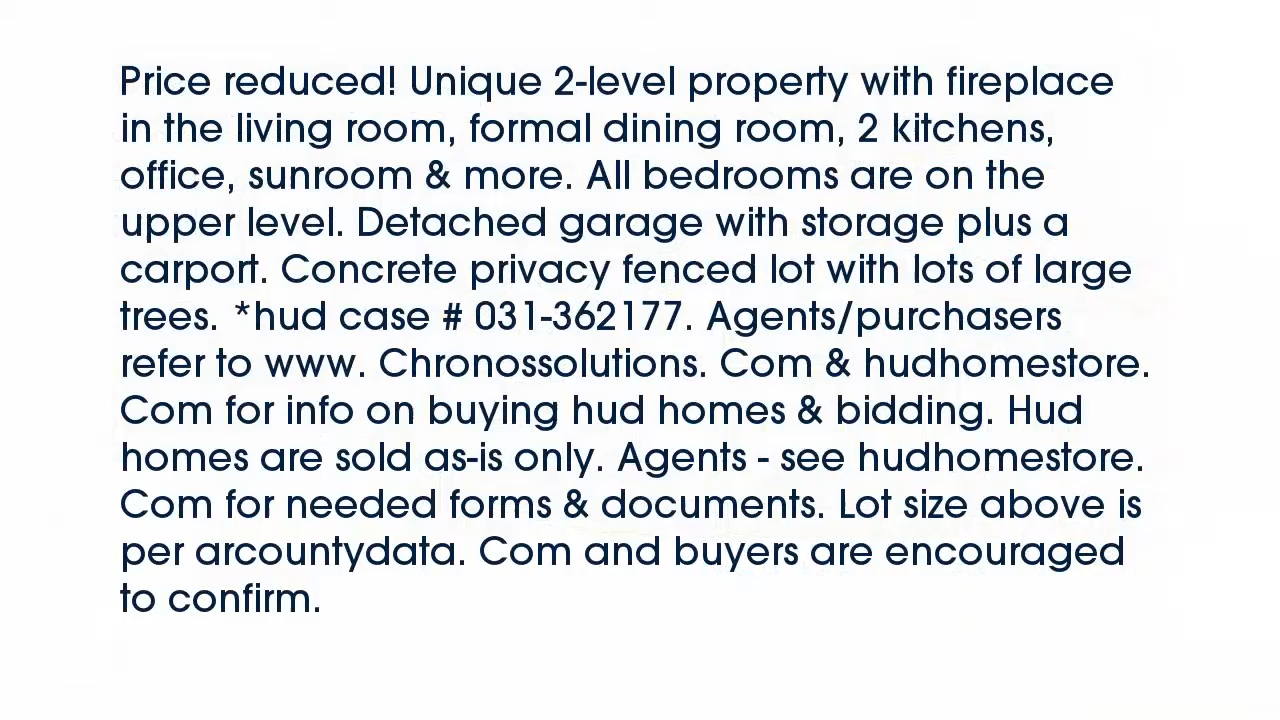 Price reduced! Unique 2-level property with fireplace
in the living room, formal dining room, 2 kitchens,
office, sunroom & more. All bedrooms are on the
upper level. Detached garage with storage plus a
carport. Concrete privacy fenced lot with lots of large
trees. *hud case # 031-362177. Agents/purchasers
refer to www. Chronossolutions. Com & hudhomestore.
Com for info on buying hud homes & bidding. Hud
homes are sold as-is only. Agents - see hudhomestore.
Com for needed forms & documents. Lot size above is
per arcountydata. Com and buyers are encouraged
to confirm.